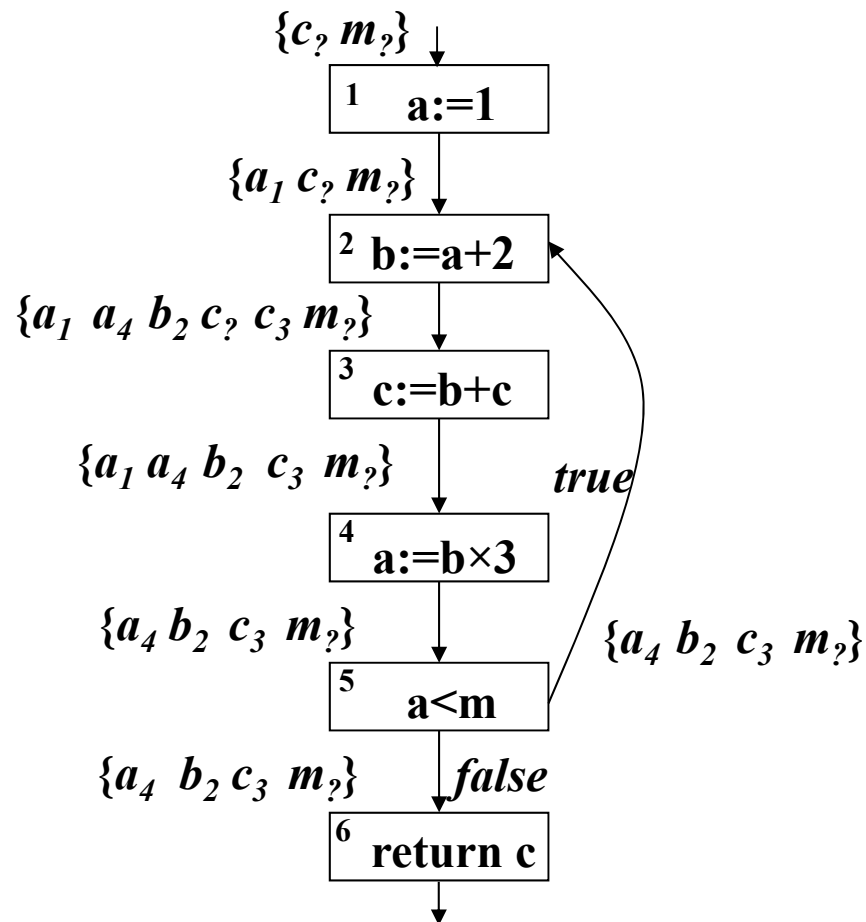 {c? m?}
1 a:=1
{a1 c? m?}
2 b:=a+2
{a1 a4 b2 c? c3 m?}
3 c:=b+c
{a1 a4 b2 c3 m?}
true
4 a:=b×3
{a4 b2 c3 m?}
{a4 b2 c3 m?}
5 a<m
{a4 b2 c3 m?}
false
6 return c